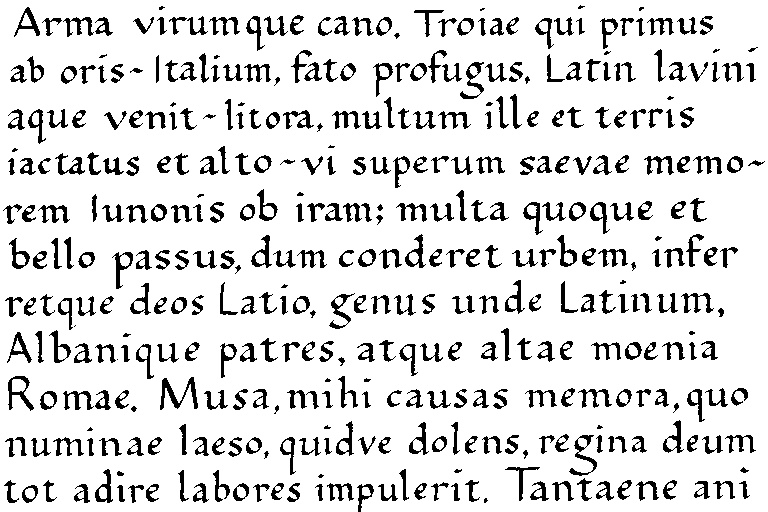 Arma virumque cano. Troiae qui primus
ab oris~ Italium, fato profugus. Latin lavini
aque venit~litora, multum ille et terris
iactatus et alto~vi superum saevae memo~
rem Iunonis ob iram; multa quoque et
bello passus, dum conderet urbem, infer
retque deos Latio, genus unde Latinum,
Albanique patres, atque altae moenia
Romae. Musa, mihi causas memora, quo
numinae laeso, quidve dolens, regina deum
tot adire labores impulerit. Tantaene ani